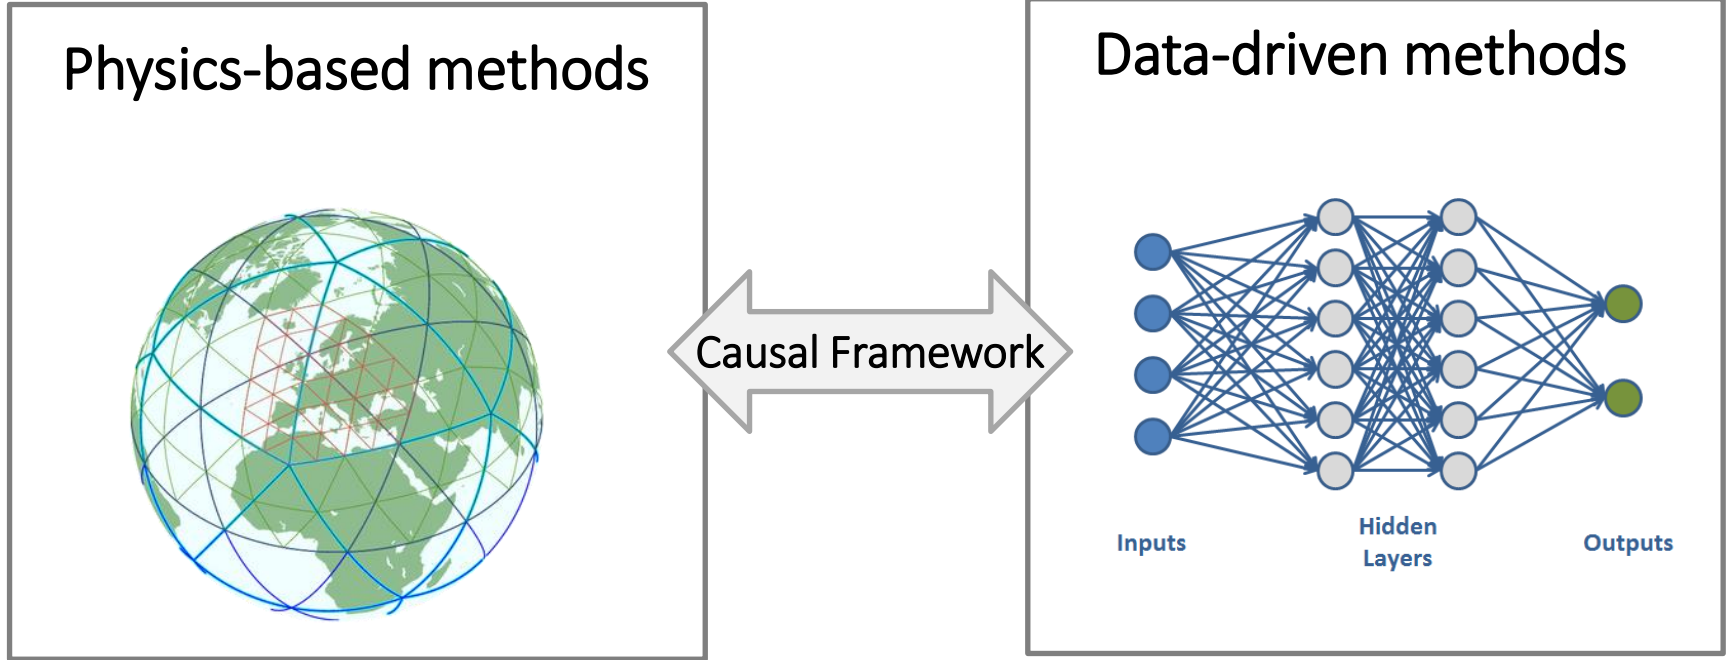 Physics-based methods
Causal Framework
Data-driven methods
Inputs
Hidden
Layers
Outputs